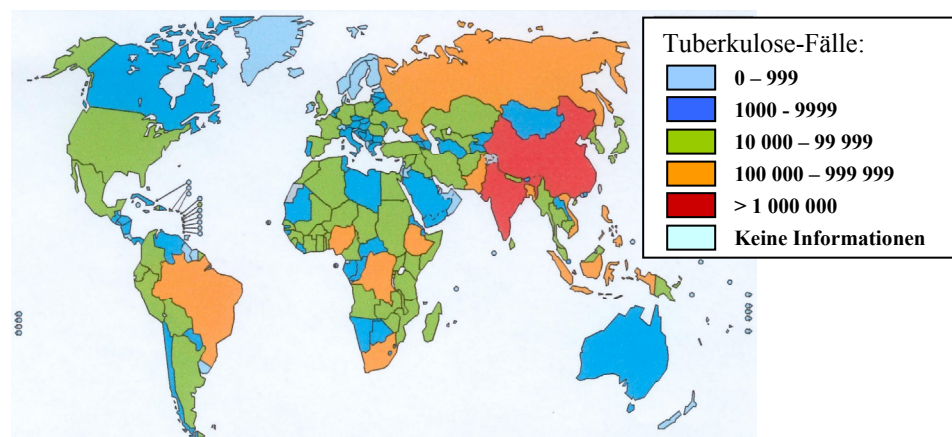 Tuberkulose-Fälle:
0 – 999
1000 - 9999
10 000 – 99 999
100 000 – 999 999
> 1 000 000
Keine Informationen